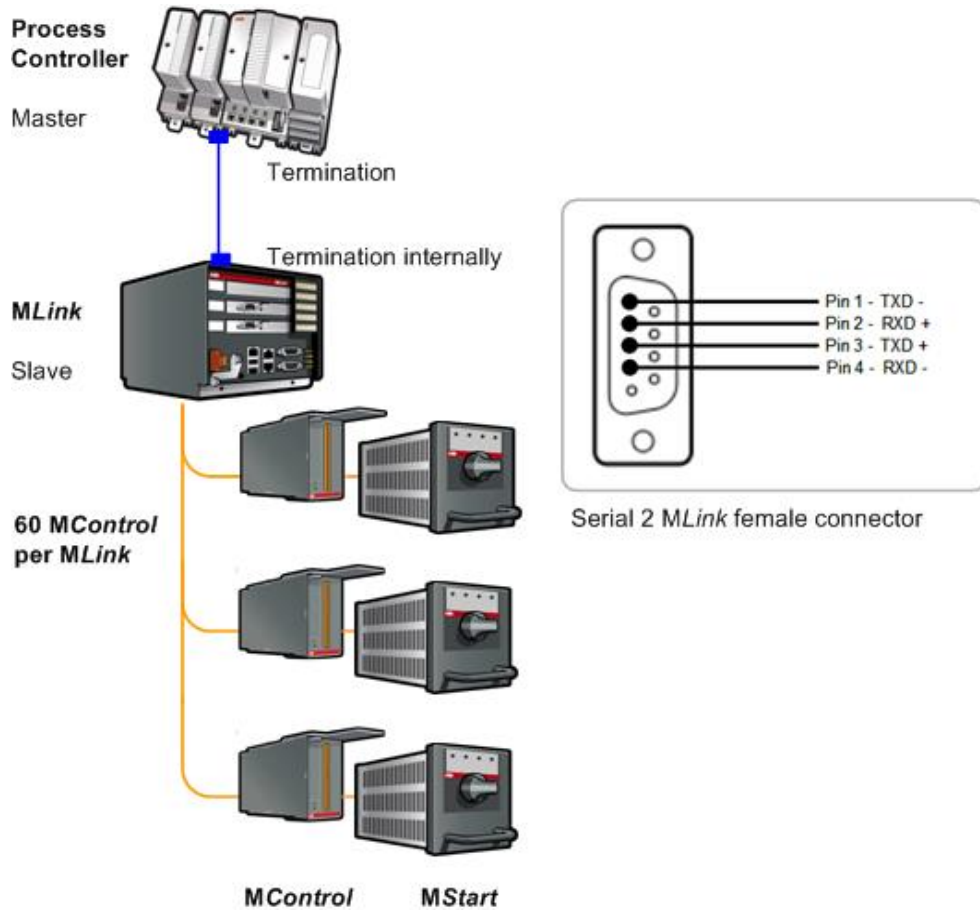 Process
Controller
Master
Termination
Termination internally
MLink
Slave
Pin 1 - TXD -
Pin 2 - RXD +
Pin 3 - TXD +
Pin 4 - RXD -
Serial 2 MLink female connector
60 MControl
per MLink
MControl
MStart